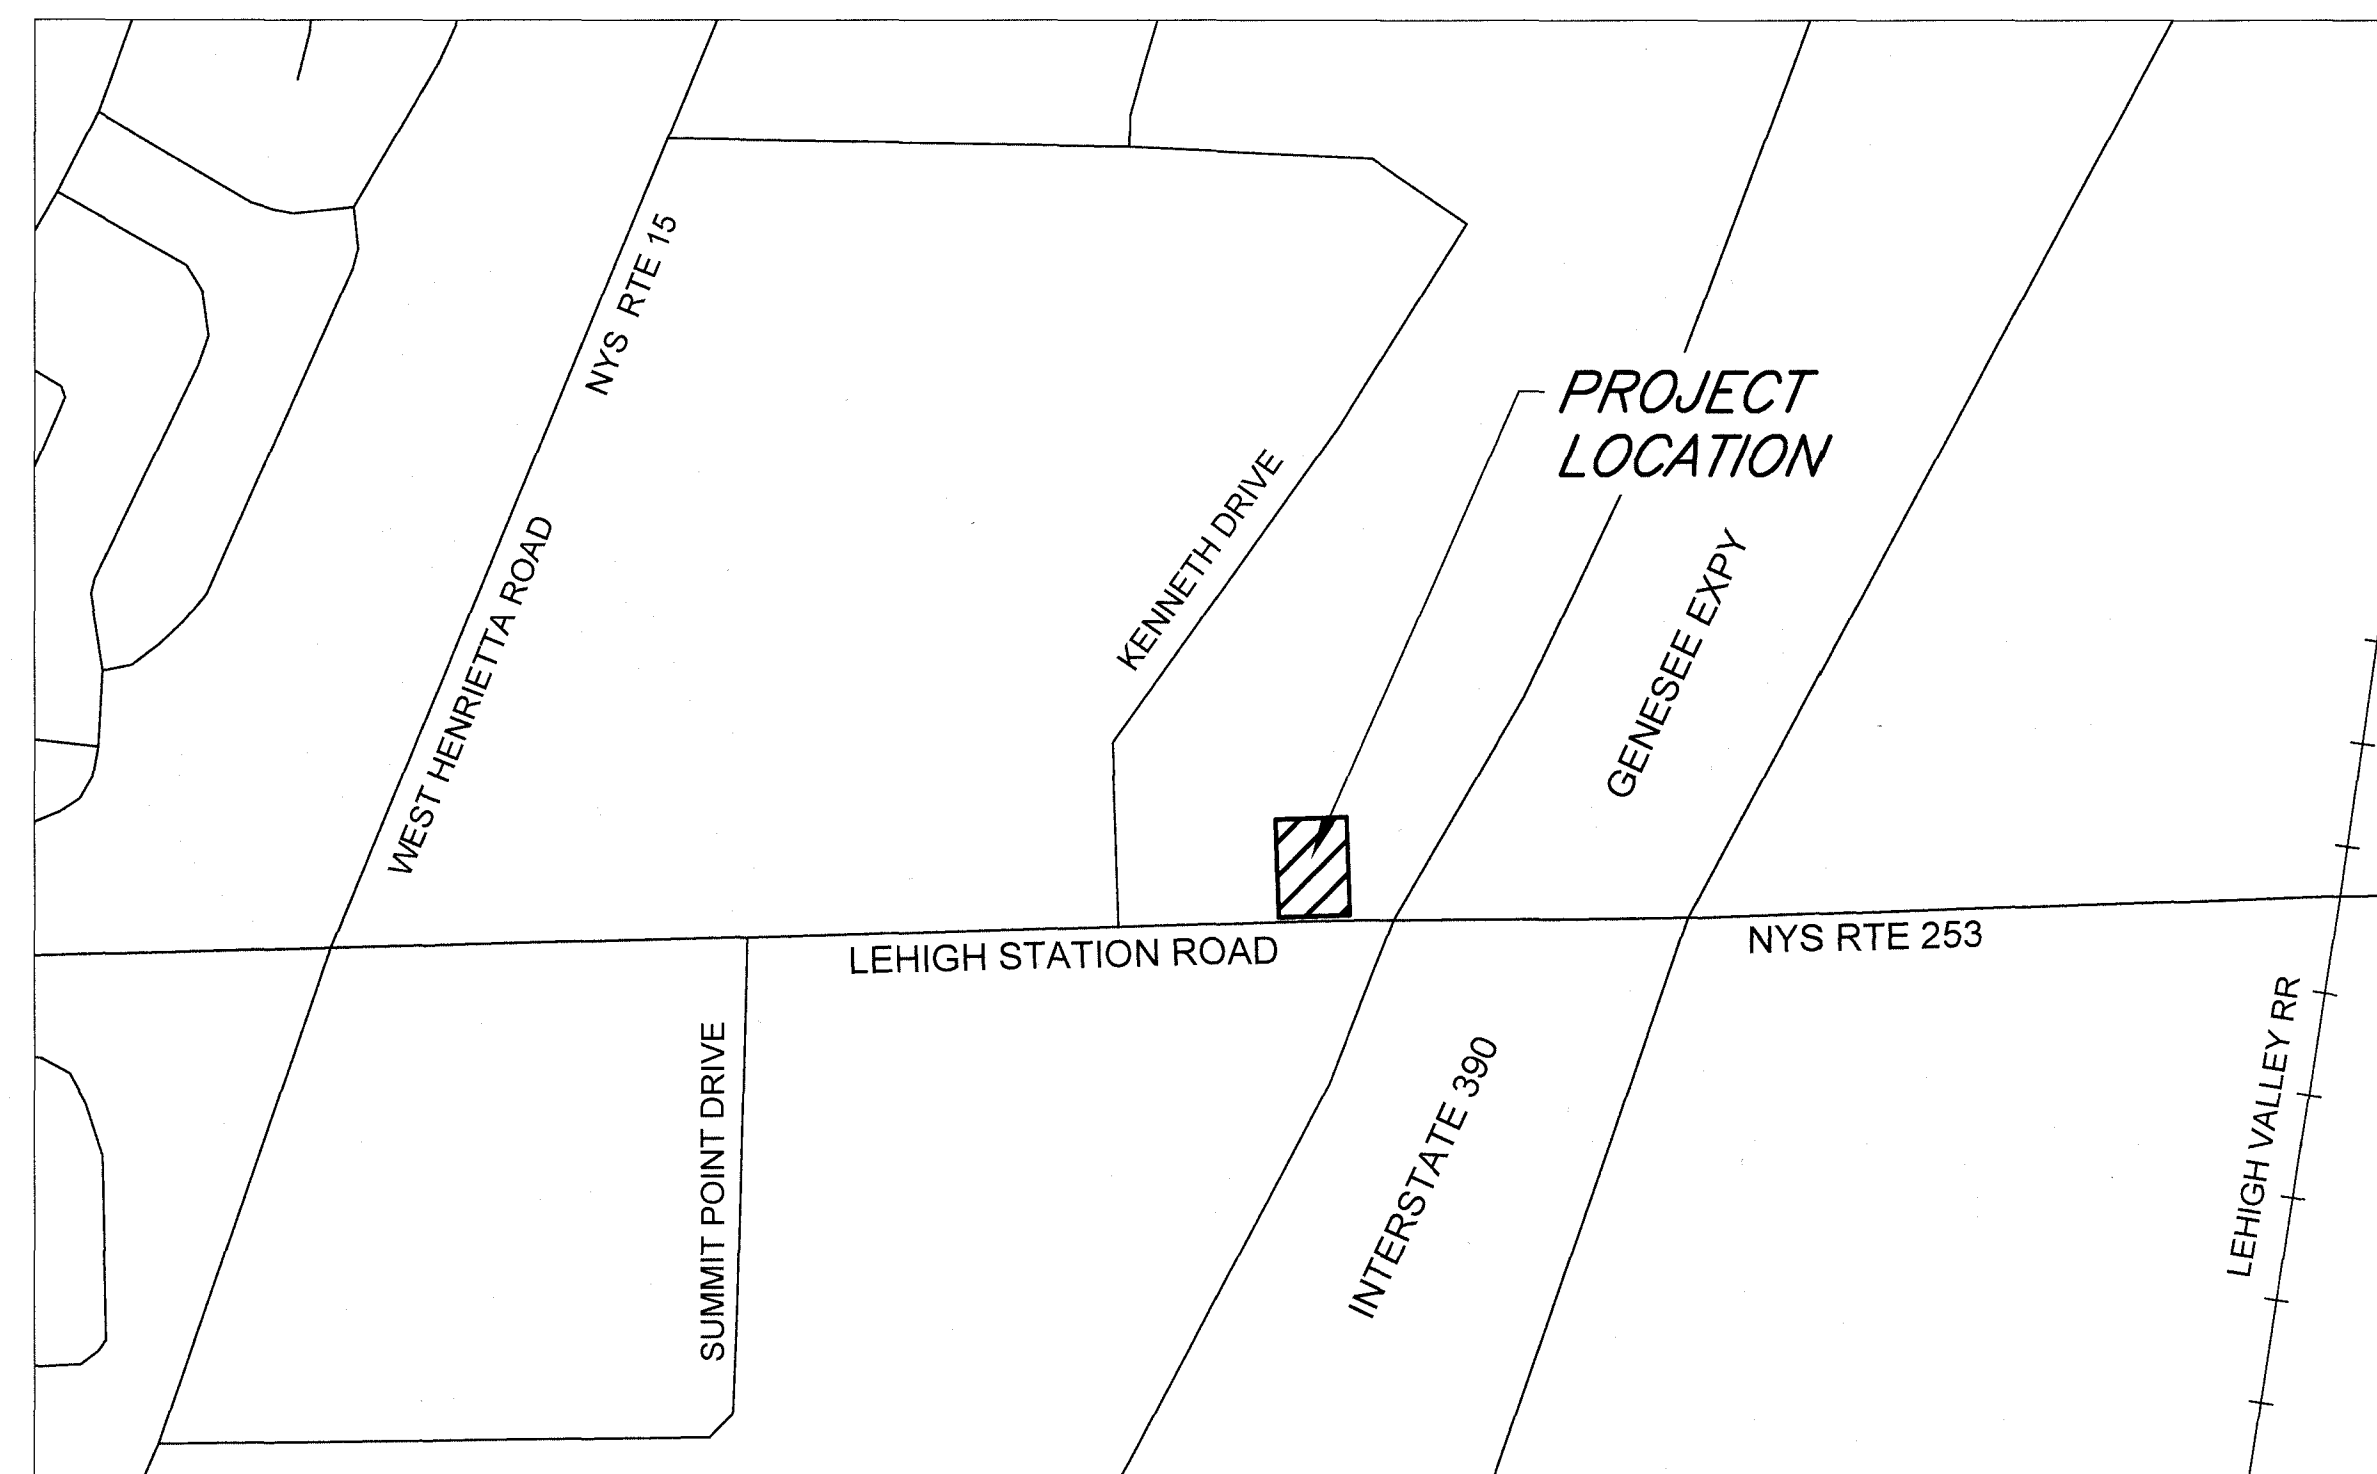 NYS RTE 15
PROJECT
LOCATION
KENNETH DRIVE
WEST HENRIETTA ROAD
GENESEE EXPY
LEHIGH STATION ROAD
NYS RTE 253
SUMMIT POINT DRIVE
INTERSTATE 390
LEHIGH VALLEY RR